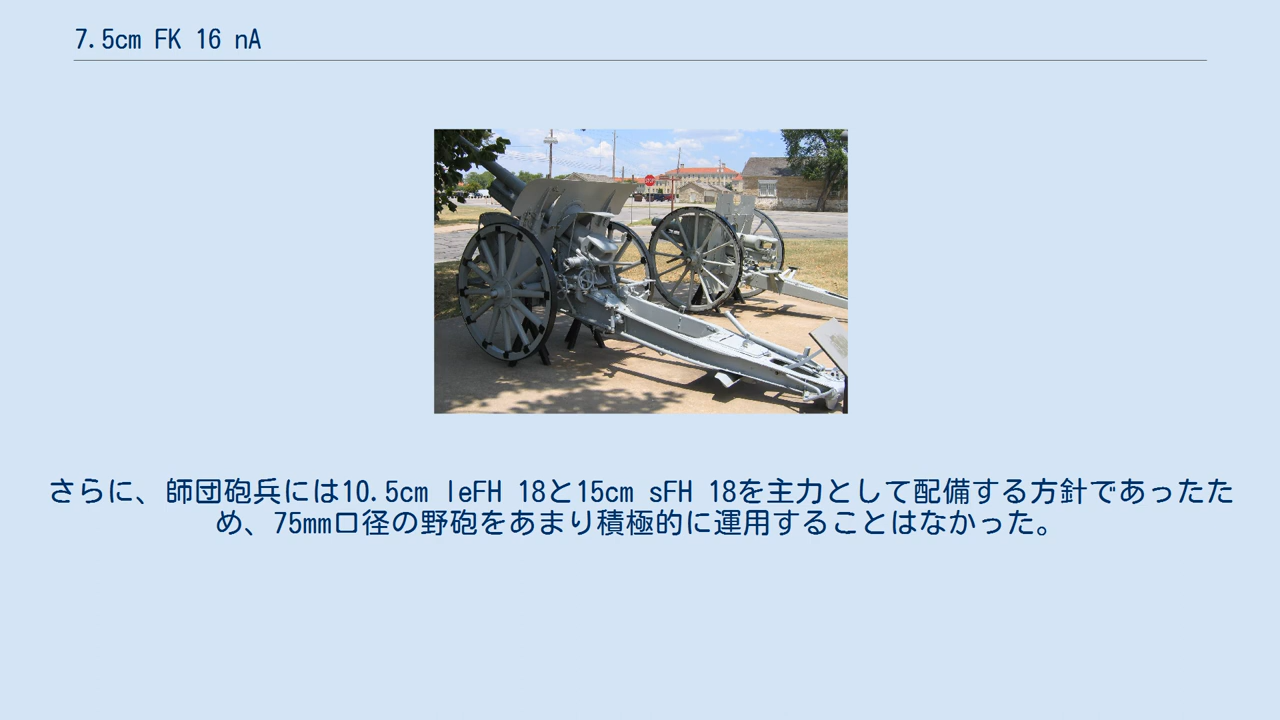 7.5cm FK 16 nA
STOP
さらに、師団砲兵には10.5cm leFH 18と15cm sFH 18を主力として配備する方針であったた
め、75mm口径の野砲をあまり積極的に運用することはなかった。